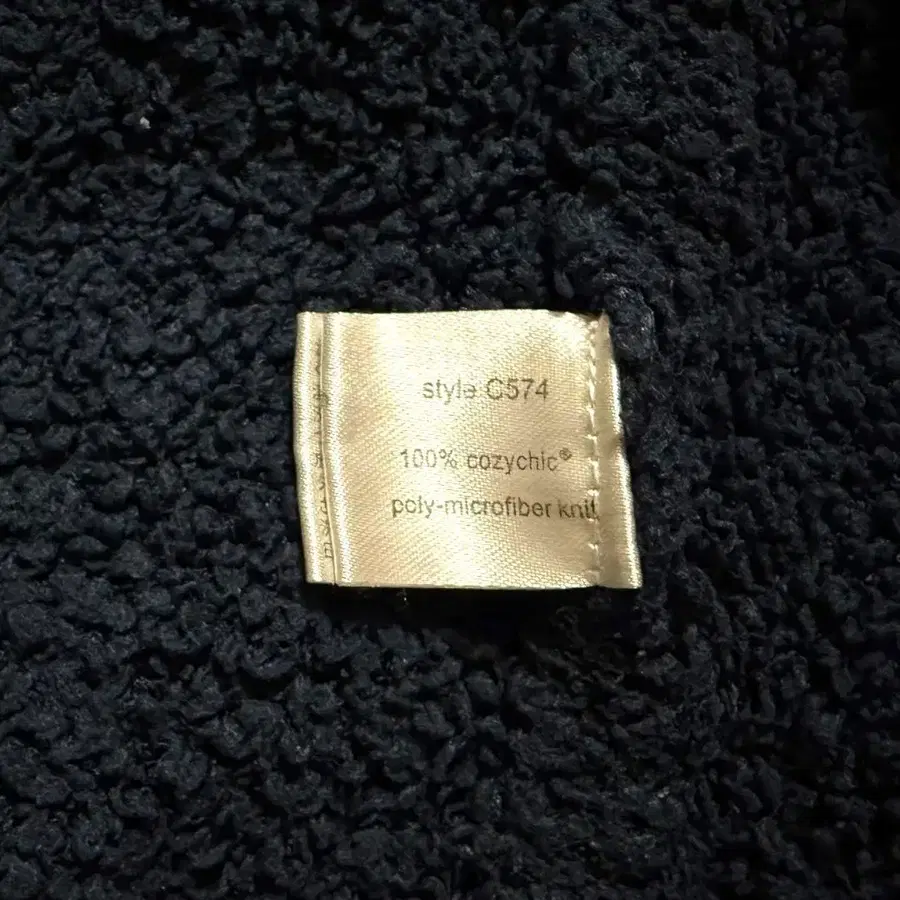 style C574
100% cozychic®
poly-microfiber knit